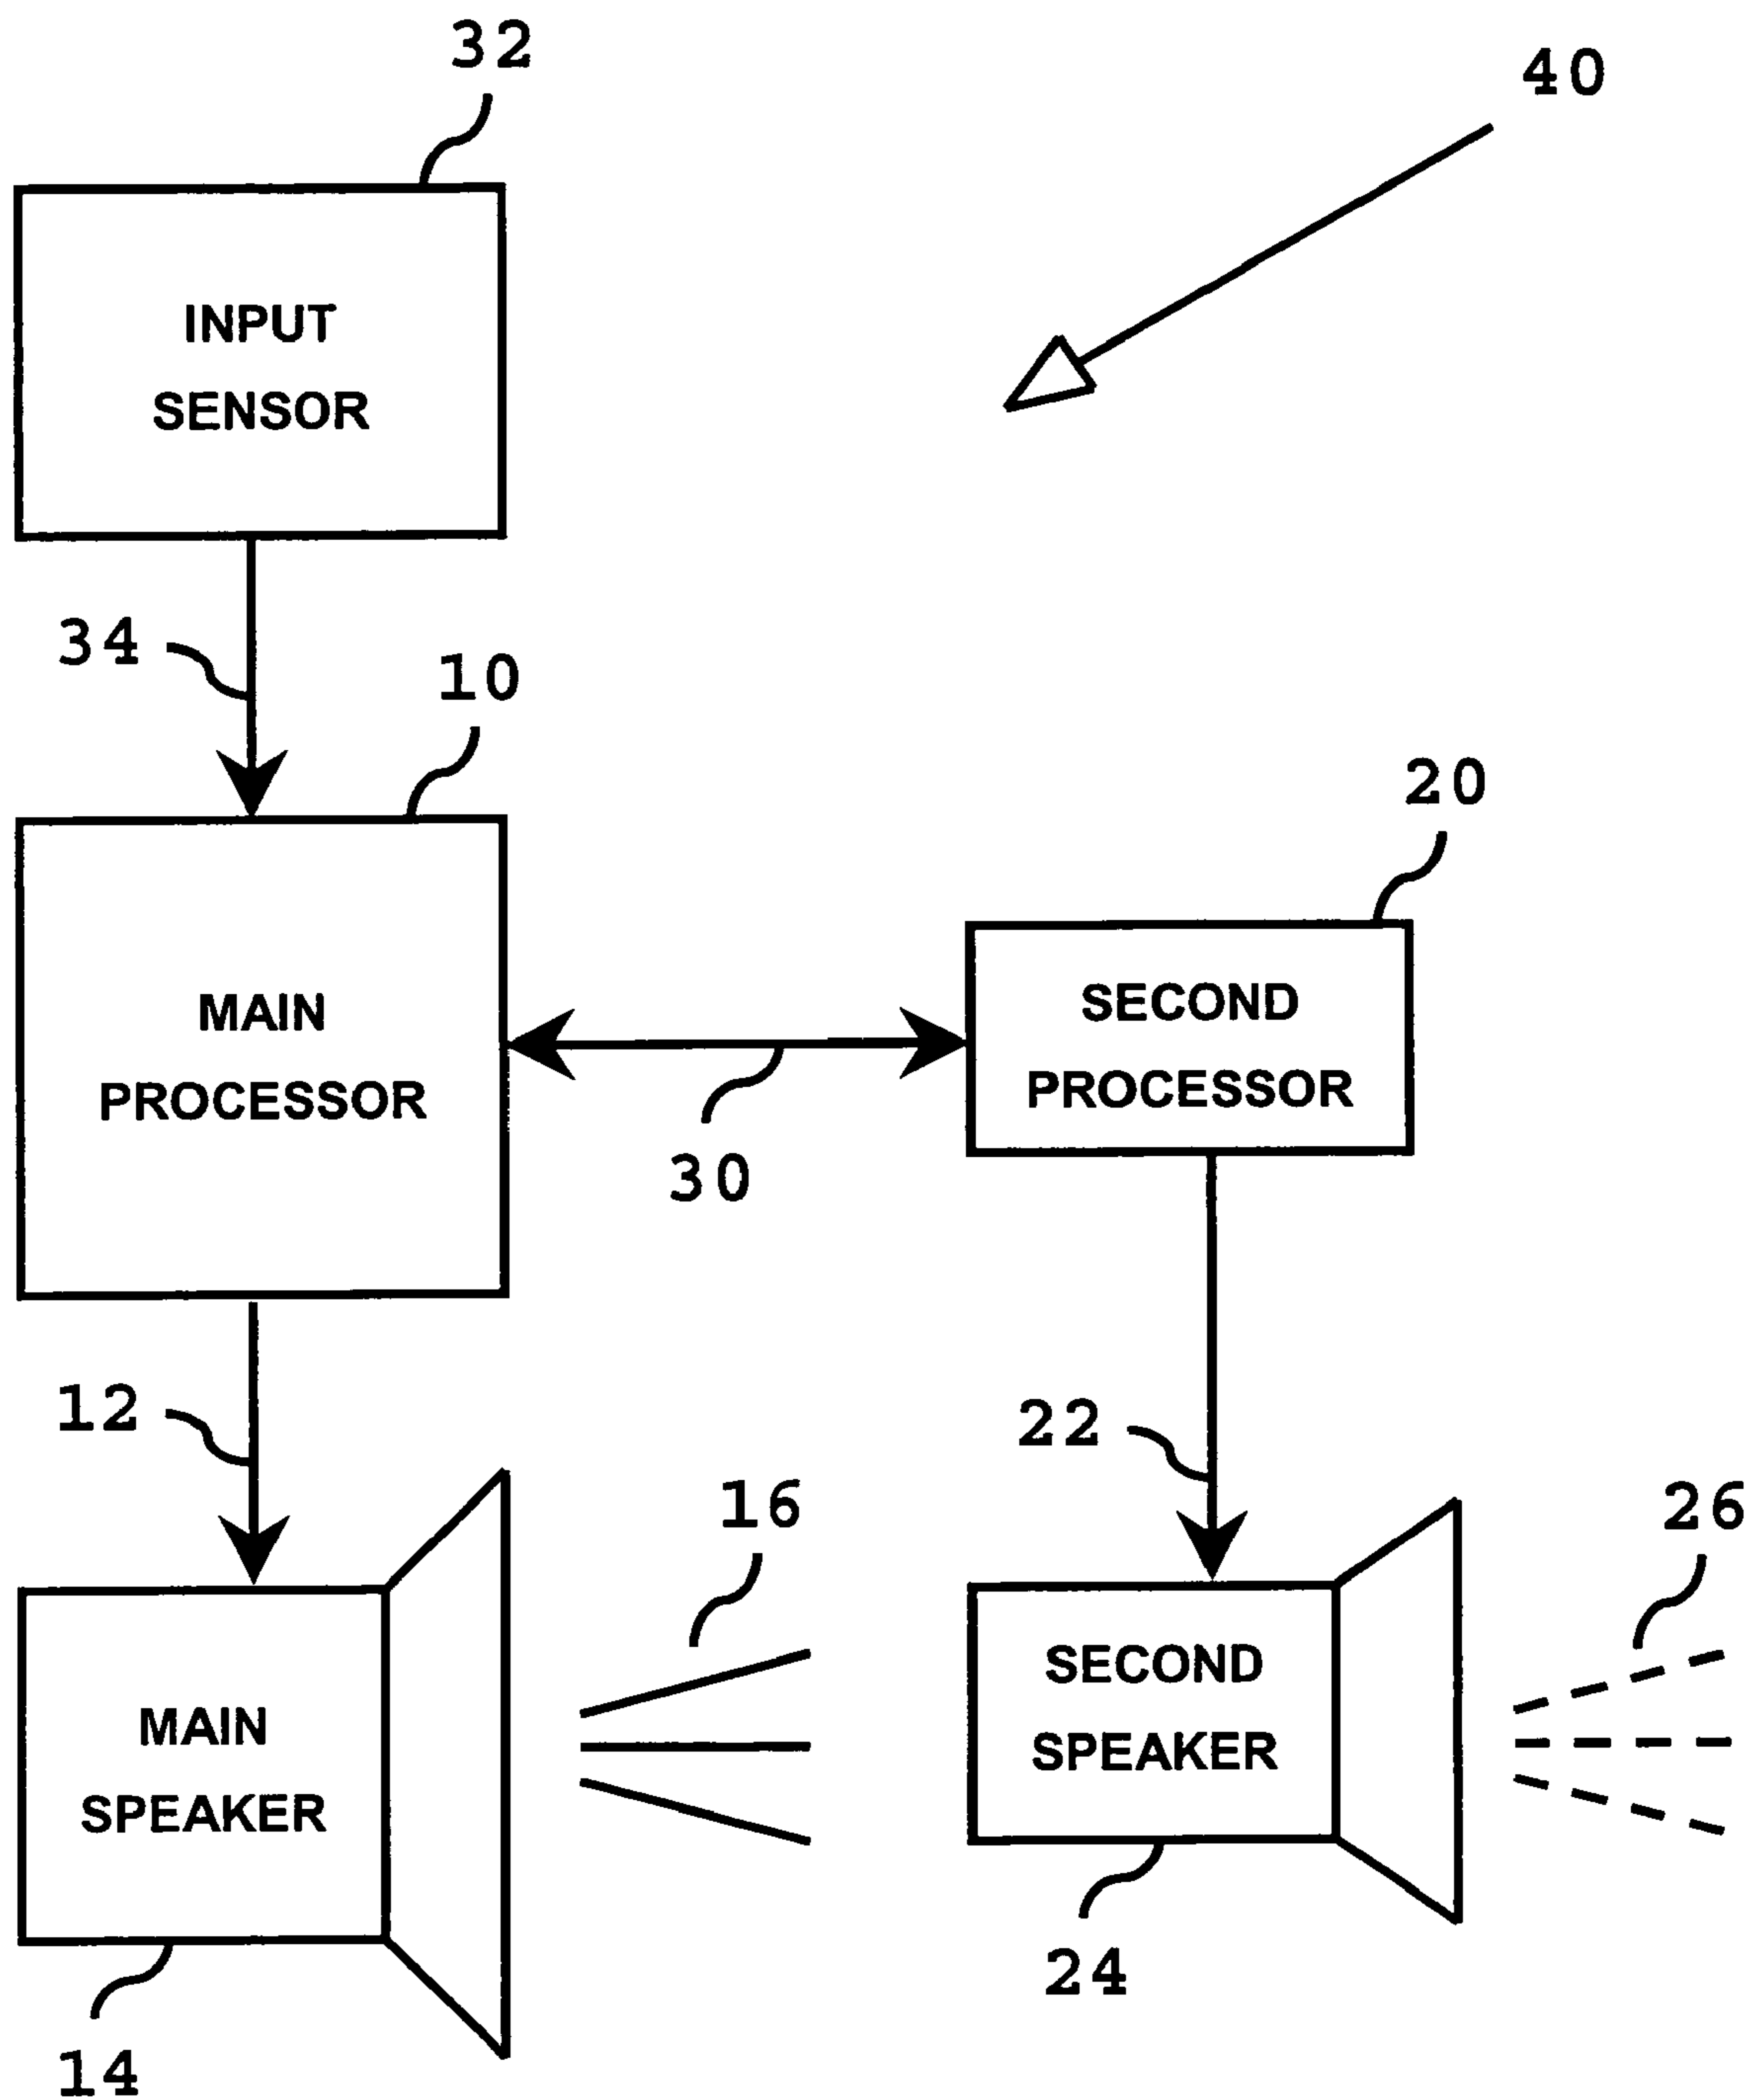 32
40
INPUT
SENSOR
34
10
20
MAIN
PROCESSOR
SECOND
PROCESSOR
30
12
22
16
26
MAIN
SPEAKER
SECOND
SPEAKER
24
14